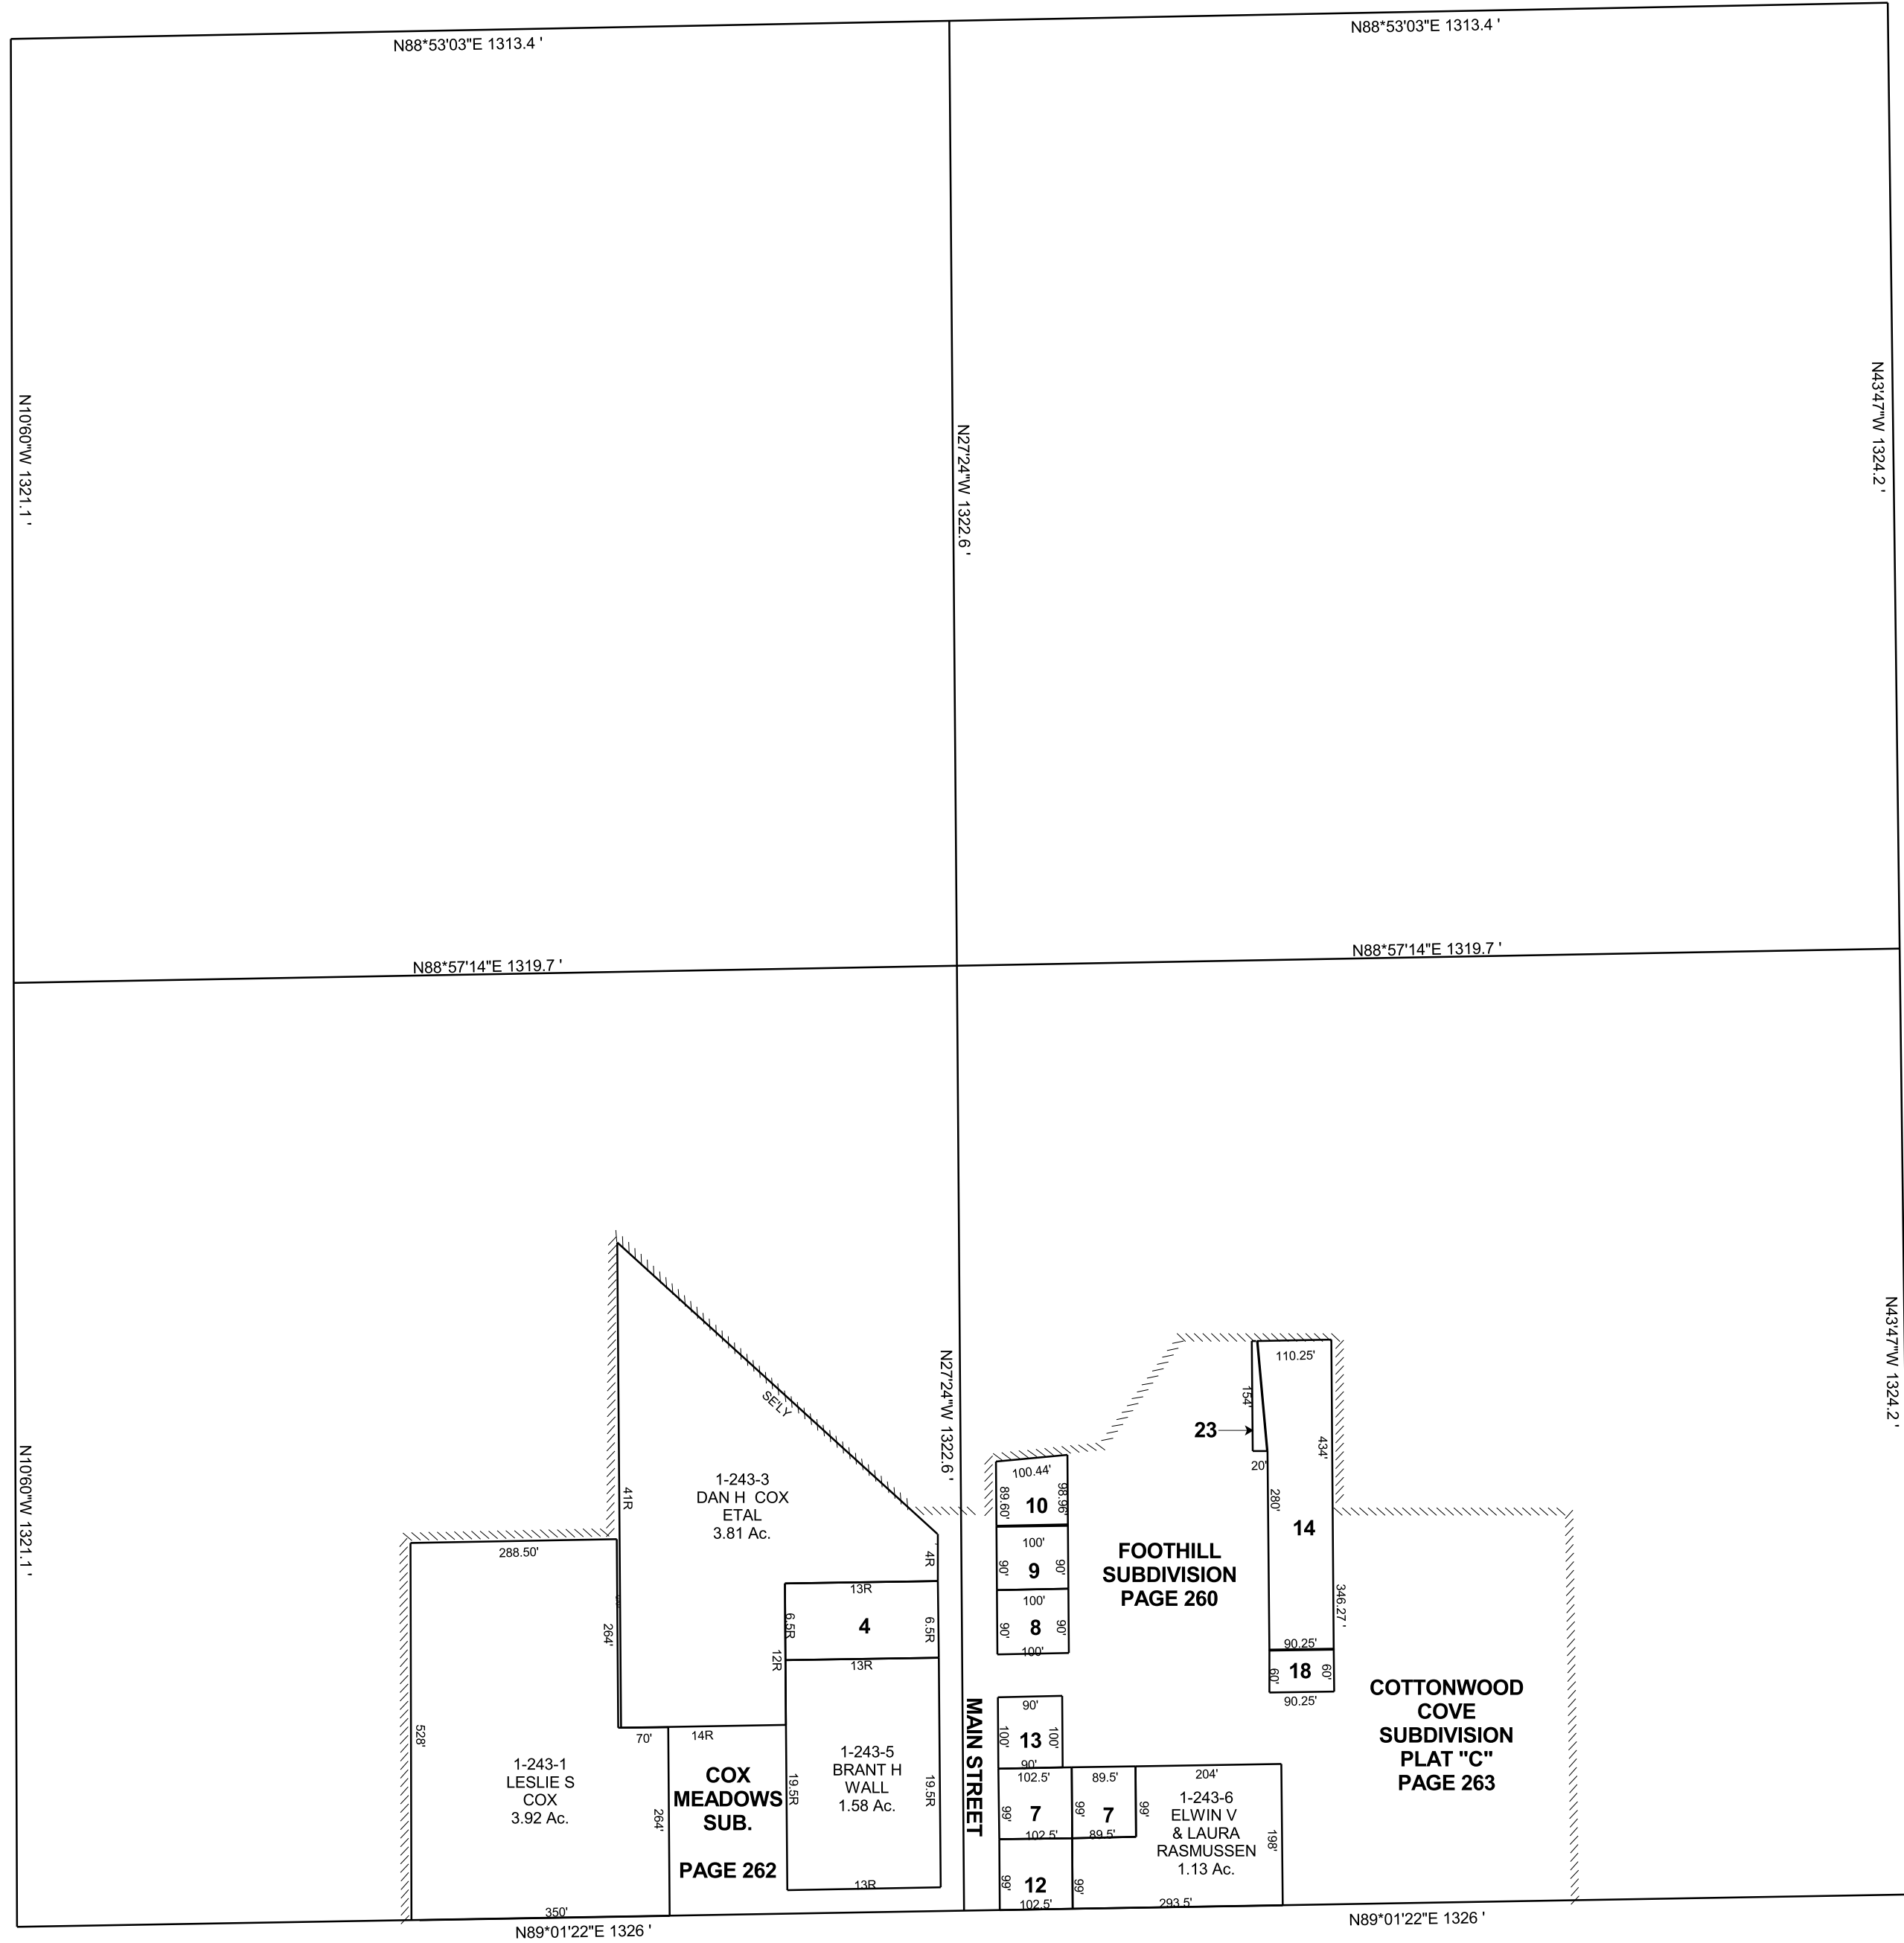 N88*53'03"E 1313.4 '
N88*53'03"E 1313.4 '
N10'60"W 1321.1 '
N27'24"W 1322.6 '
N43'47"W 1324.2 '
N88*57'14"E 1319.7 '
N88*57'14"E 1319.7 '
N10'60"W 1321.1 '
N27'24"W 1322.6 '
N43'47"W 1324.2 '
SE'LY
41R
1-243-3
DAN H COX
ETAL
3.81 Ac.
4R
288.50'
264'
528'
70'
14R
1-243-1
LESLIE S
COX
3.92 Ac.
264'
350'
13R
6.5R
4
6.5R
12R
13R
COX
MEADOWS
SUB.
PAGE 262
19.5R
1-243-5
BRANT H
WALL
1.58 Ac.
19.5R
13R
MAIN STREET
100.44'
89.60'
98.96'
10
100'
90'
9
90'
100'
90'
8
90'
100'
FOOTHILL
SUBDIVISION
PAGE 260
110.25'
154'
23
20'
434'
280'
14
346.27 '
90.25'
60'
18
60'
90.25'
90'
100'
13
100'
90'
102.5'
99'
7
102.5'
89.5'
99'
7
99'
89.5'
204'
1-243-6
ELWIN V
& LAURA
RASMUSSEN
1.13 Ac.
198'
99'
12
99'
102.5'
293.5'
COTTONWOOD
COVE
SUBDIVISION
PLAT "C"
PAGE 263
N89*01'22"E 1326 '
N89*01'22"E 1326 '